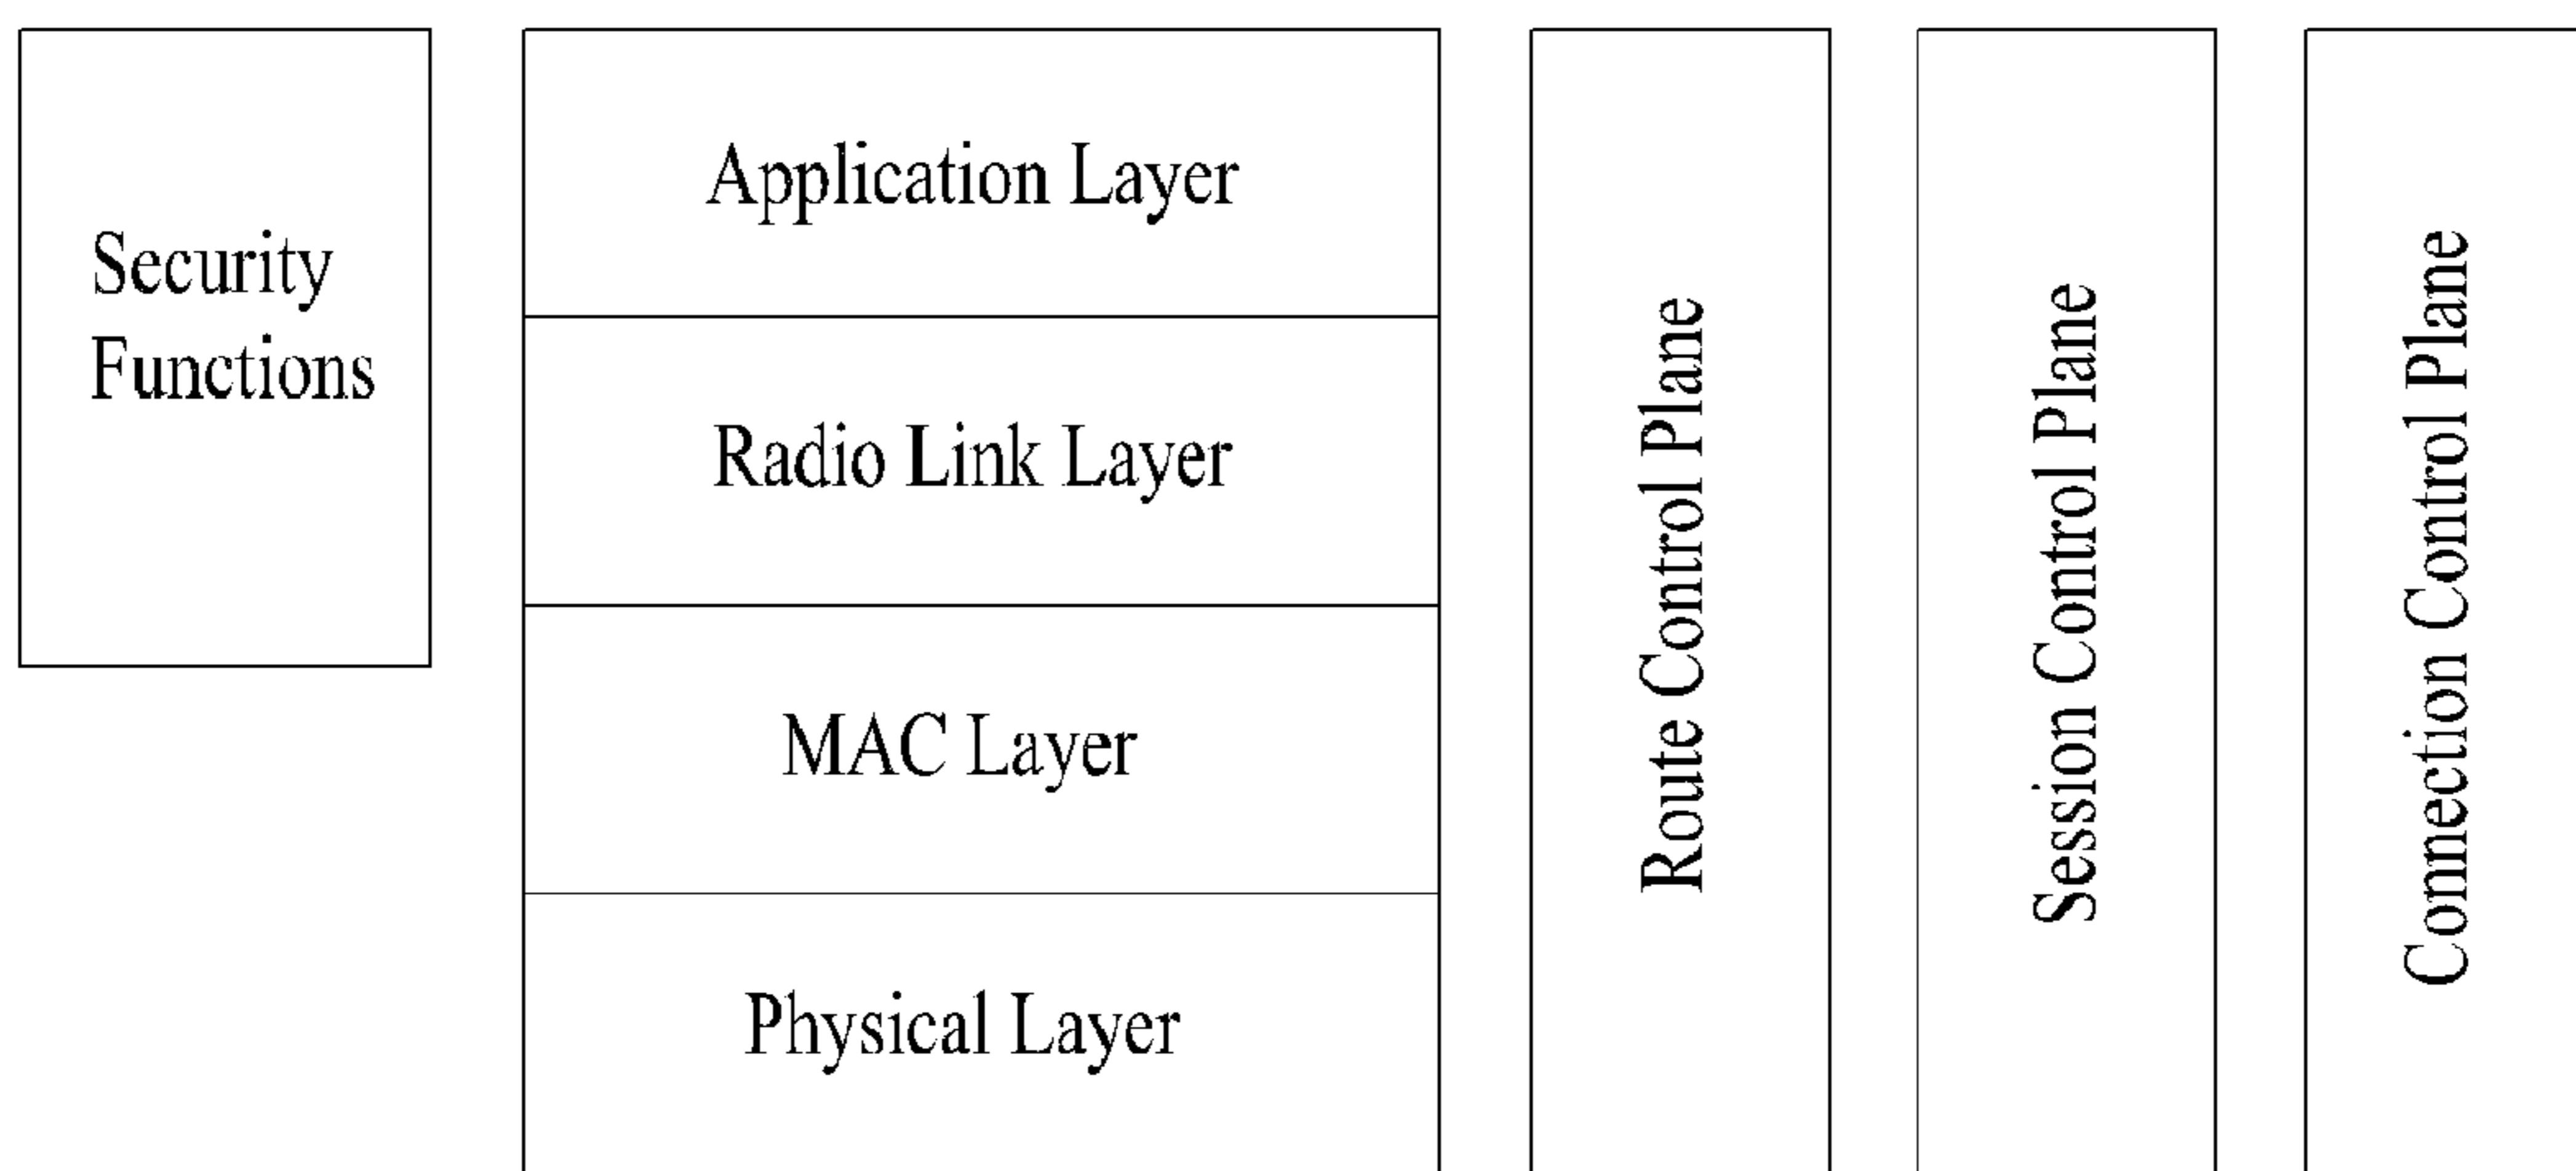 Security
Functions
Application Layer
Radio Link Layer
MAC Layer
Physical Layer
Route Control Plane
Session Control Plane
Connection Control Plane